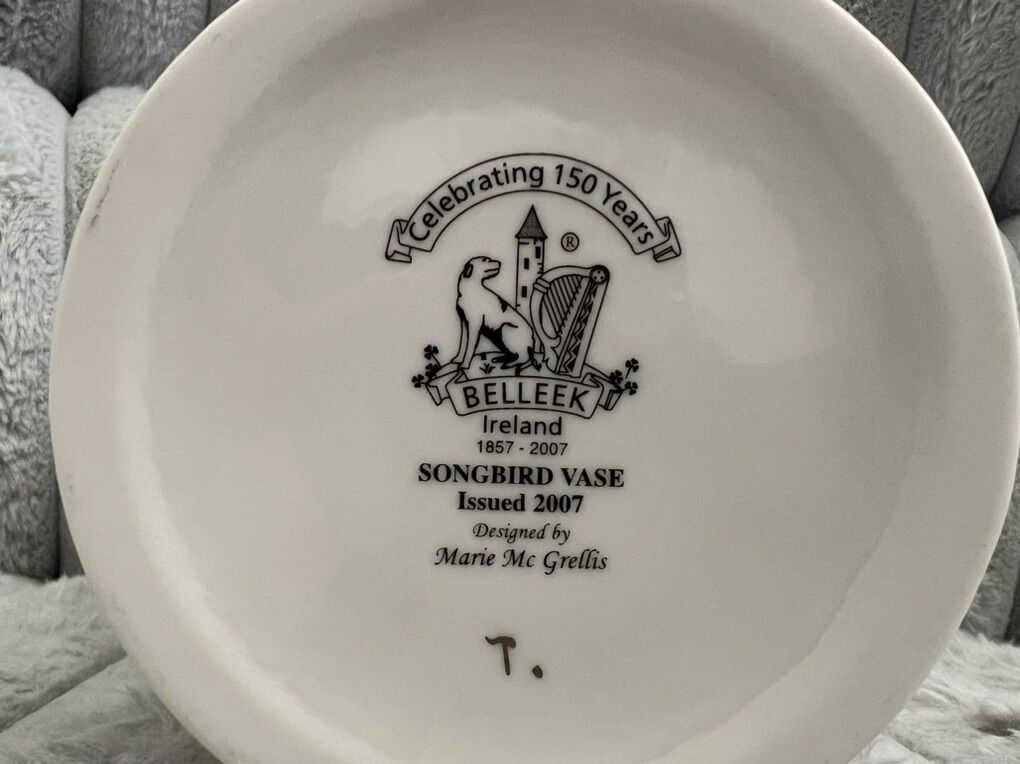 Celebrating 150 Years
®
BELLEEK
Ireland
1857 - 2007
SONGBIRD VASE
Issued 2007
Designed by
Marie Mc Grellis
T.